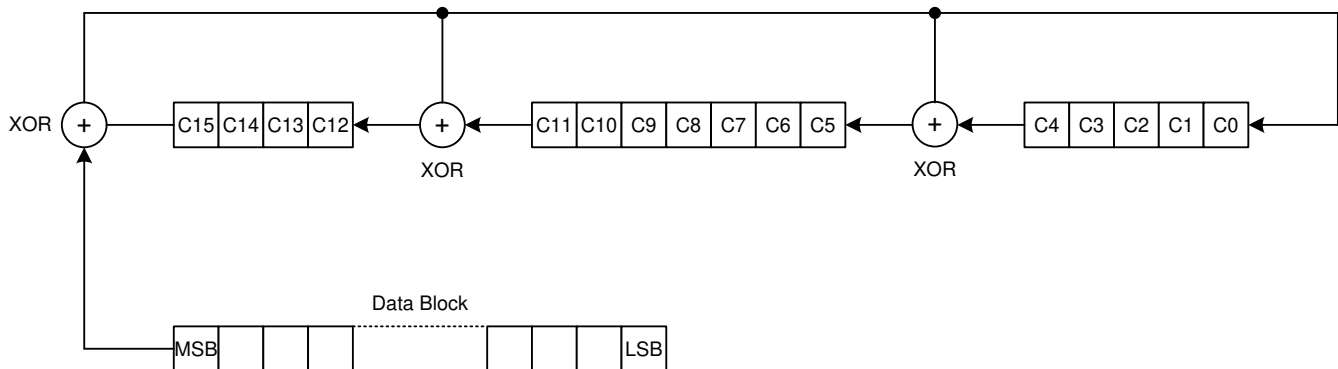 XOR + C15 C14 C13 C12 + C11 C10 C9 C8 C7 C6 C5 + C4 C3 C2 C1 C0
XOR XOR
Data Block
MSB LSB